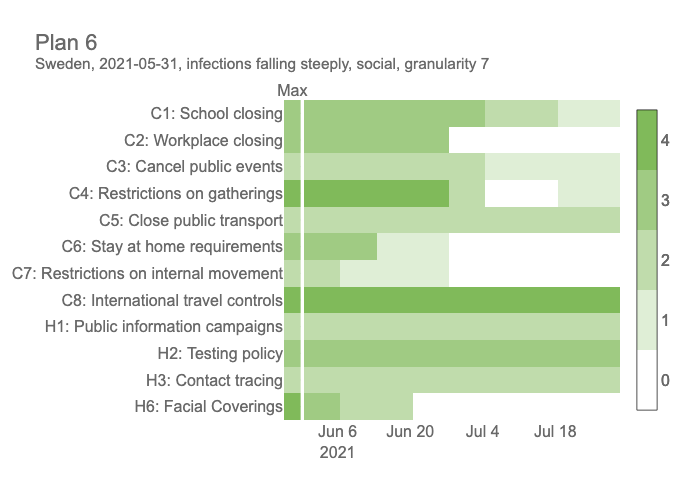 Plan 6
Sweden, 2021-05-31, infections falling steeply, social, granularity 7
Max
C1: School closing
C2: Workplace closing
C3: Cancel public events
C4: Restrictions on gatherings
C5: Close public transport
C6: Stay at home requirements
C7: Restrictions on internal movement
C8: International travel controls
H1: Public information campaigns
H2: Testing policy
H3: Contact tracing
H6: Facial Coverings
4
3
2
1
0
Jun 6 Jun 20 Jul 4 Jul 18
2021